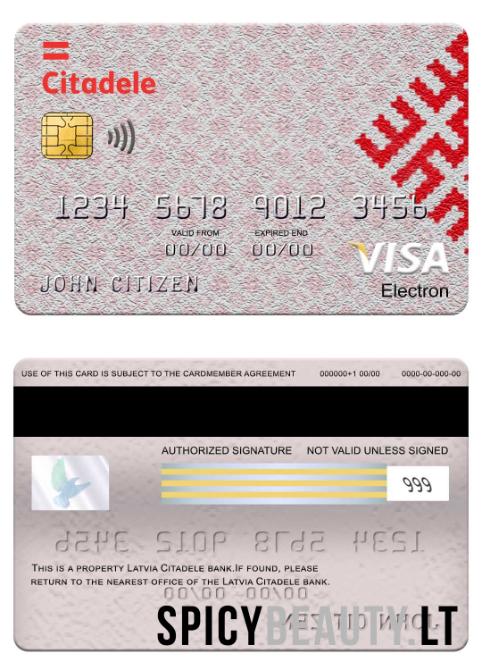 Citadele
1234 5678 9012 3456
VALID FROM EXPIRED END
00/00 00/00
JOHN CITIZEN
VISA
Electron
USE OF THIS CARD IS SUBJECT TO THE CARDMEMBER AGREEMENT 000000+1 00/00 0000-00-000-00
AUTHORIZED SIGNATURE NOT VALID UNLESS SIGNED
999
THIS IS A PROPERTY LATVIA CITADELE BANK.IF FOUND, PLEASE
RETURN TO THE NEAREST OFFICE OF THE LATVIA CITADELE BANK.
SPICYBEAUTY.LT